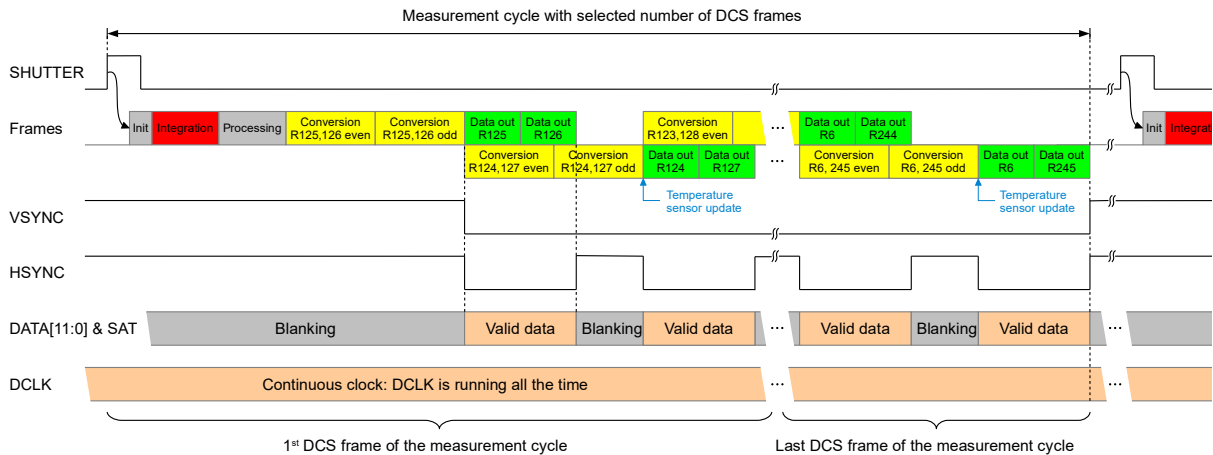 Measurement cycle with selected number of DCS frames
SHUTTER
Frames
Init
Integration
Processing
Conversion
R125,126 even
Conversion
R125,126 odd
Data out
R125
Data out
R126
Conversion
R123,128 even
...
Data out
R6
Data out
R244
Init
Integrati
Conversion
R124,127 even
Conversion
R124,127 odd
Data out
R124
Data out
R127
...
Conversion
R6, 245 even
Conversion
R6, 245 odd
Data out
R6
Data out
R245
Temperature
sensor update
Temperature
sensor update
VSYNC
HSYNC
DATA[11:0] & SAT
Blanking
Valid data
Blanking
Valid data
...
Valid data
Blanking
Valid data
...
DCLK
Continuous clock: DCLK is running all the time
...
...
1st DCS frame of the measurement cycle
Last DCS frame of the measurement cycle